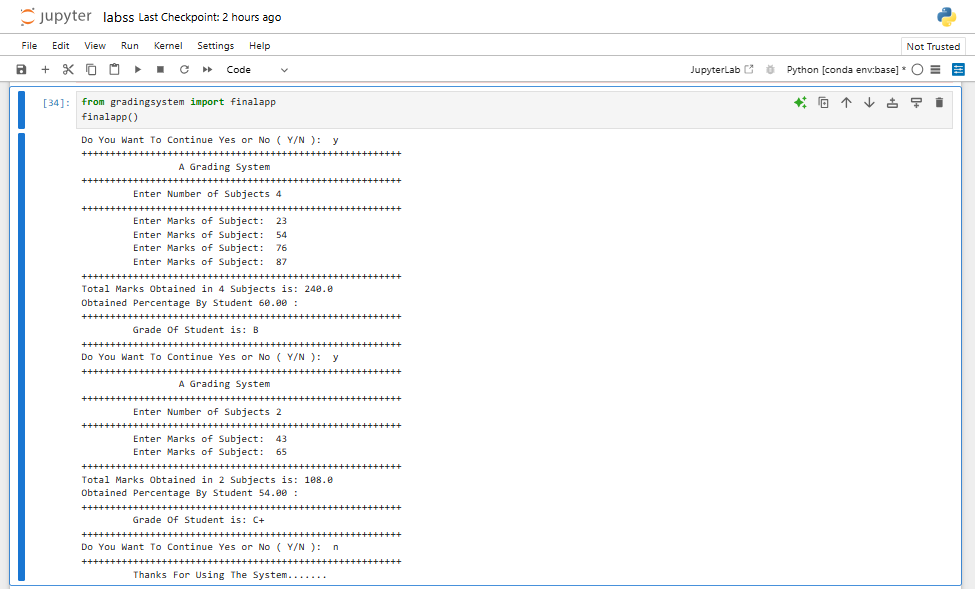 jupyter labss Last Checkpoint: 2 hours ago
File Edit View Run Kernel Settings Help
Not Trusted
Code
JupyterLab Python [conda env:base] *
[34]: from gradingsystem import finalapp
finalapp()
Do You Want To Continue Yes or No ( Y/N ):  y
++++++++++++++++++++++++++++++++++++++++++++++++++++++++
A Grading System
++++++++++++++++++++++++++++++++++++++++++++++++++++++++
Enter Number of Subjects 4
++++++++++++++++++++++++++++++++++++++++++++++++++++++++
Enter Marks of Subject:  23
Enter Marks of Subject:  54
Enter Marks of Subject:  76
Enter Marks of Subject:  87
++++++++++++++++++++++++++++++++++++++++++++++++++++++++
Total Marks Obtained in 4 Subjects is: 240.0
Obtained Percentage By Student 60.00 :
++++++++++++++++++++++++++++++++++++++++++++++++++++++++
Grade Of Student is: B
++++++++++++++++++++++++++++++++++++++++++++++++++++++++
Do You Want To Continue Yes or No ( Y/N ):  y
++++++++++++++++++++++++++++++++++++++++++++++++++++++++
A Grading System
++++++++++++++++++++++++++++++++++++++++++++++++++++++++
Enter Number of Subjects 2
++++++++++++++++++++++++++++++++++++++++++++++++++++++++
Enter Marks of Subject:  43
Enter Marks of Subject:  65
++++++++++++++++++++++++++++++++++++++++++++++++++++++++
Total Marks Obtained in 2 Subjects is: 108.0
Obtained Percentage By Student 54.00 :
++++++++++++++++++++++++++++++++++++++++++++++++++++++++
Grade Of Student is: C+
++++++++++++++++++++++++++++++++++++++++++++++++++++++++
Do You Want To Continue Yes or No ( Y/N ):  n
++++++++++++++++++++++++++++++++++++++++++++++++++++++++
Thanks For Using The System.......